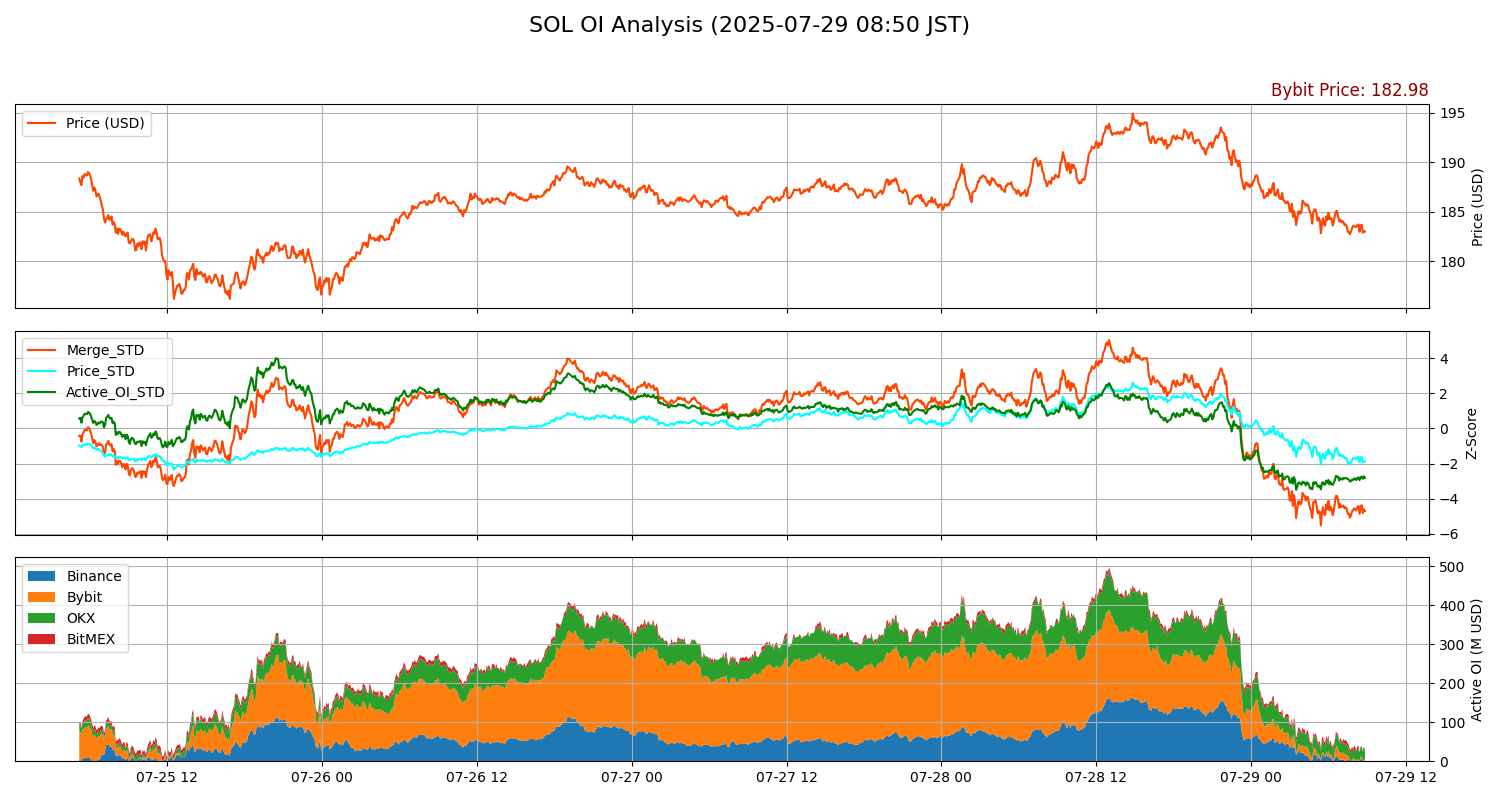 SOL OI Analysis (2025-07-29 08:50 JST)
Bybit Price: 182.98
Price (USD)
195
190
185
180
Price (USD)
Merge_STD
Price_STD
Active_OI_STD
4
2
0
−2
−4
−6
Z-Score
Binance
Bybit
OKX
BitMEX
500
400
300
200
100
0
Active OI (M USD)
07-25 12
07-26 00
07-26 12
07-27 00
07-27 12
07-28 00
07-28 12
07-29 00
07-29 12